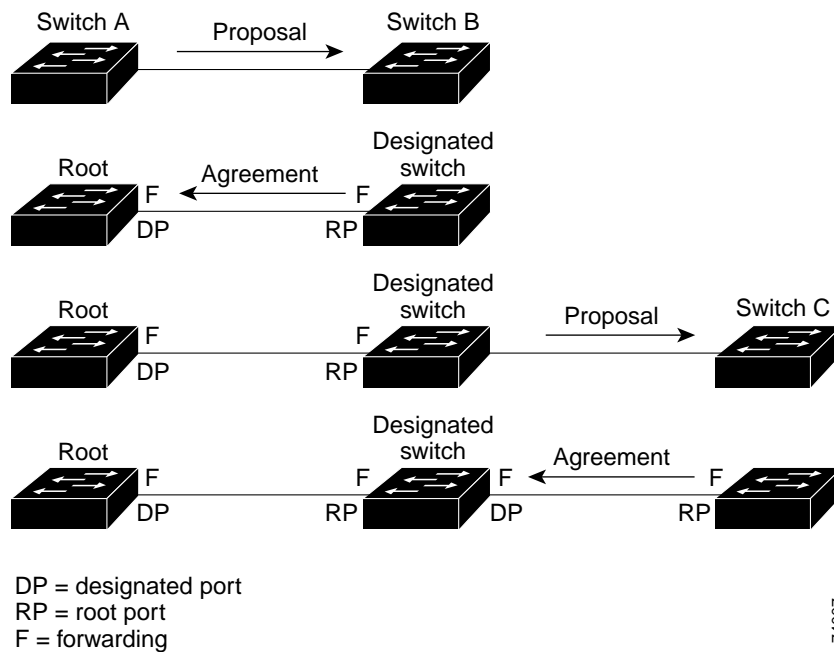 Switch A
Proposal
Switch B
Root
F
Agreement
F
Designated
switch
DP
RP
Root
F
DP
Designated
switch
F
RP
Proposal
Switch C
Root
F
DP
Designated
switch
F
RP
F
DP
Agreement
F
RP
DP = designated port
RP = root port
F = forwarding